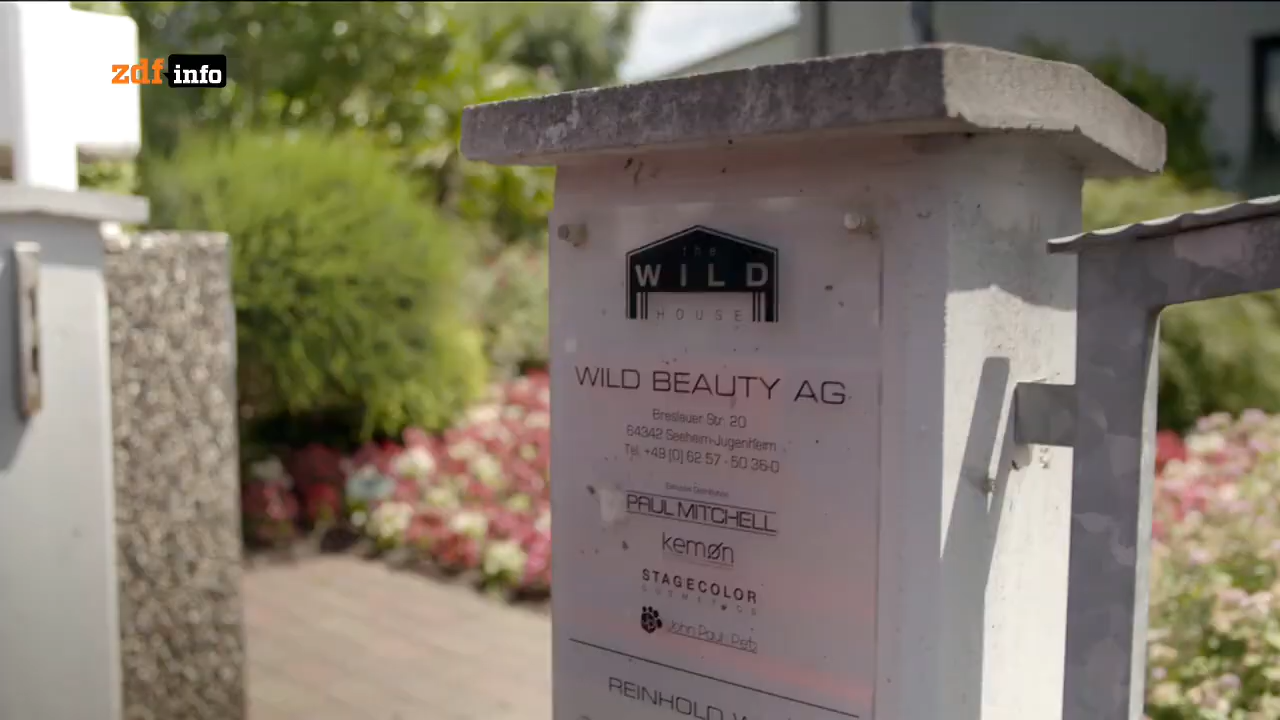 zdf info
the
WILD
HOUSE
WILD BEAUTY AG
Breslauer Str. 20
64342 Seeheim-Jugenheim
Tel. +49 [0] 62 57 - 50 36-0
PAUL MITCHELL
kemøn
STAGECOLOR
COSMETICS
John Paul Pet
REINHOLD